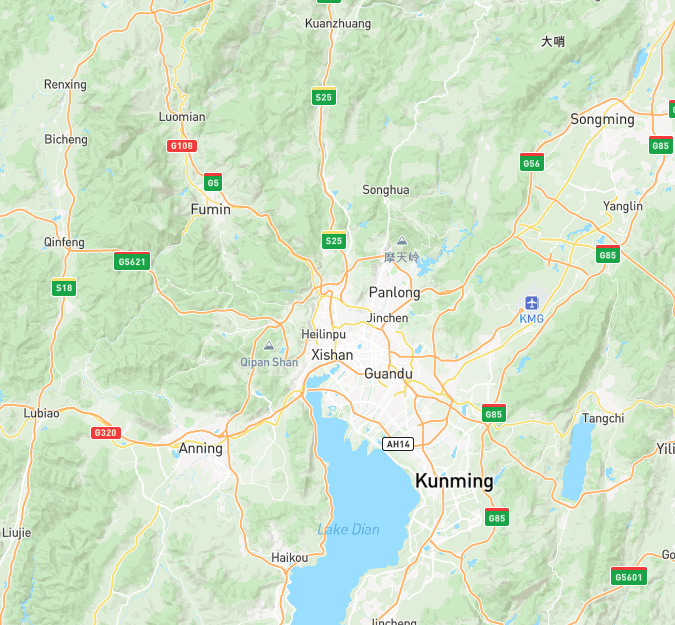 Kuanzhuang
大哨
Renxing
S25
Luomian
Songming
Bicheng
G108
G85
G56
G5
Songhua
Fumin
Yanglin
Qinfeng
S25
摩天岭
G5621
G85
S18
Panlong
KMG
Jinchen
Heilinpu
Xishan
Qipan Shan
Guandu
Lubiao
G85
Tangchi
G320
AH14
Anning
Yili
Kunming
G85
Lake Dian
Liujie
Haikou
Go
G5601
Jincheng